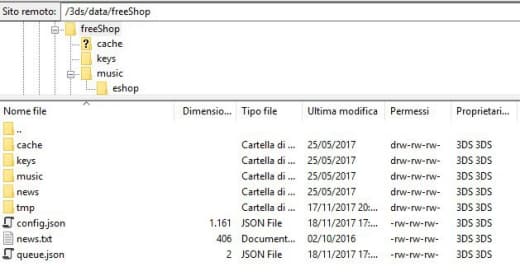 Sito remoto: /3ds/data/freeShop
freeShop
? cache
keys
music
eshop
Nome file Dimensio... Tipo file Ultima modifica Permessi Proprietari...
..
cache Cartella di ... 25/05/2017 drw-rw-rw- 3DS 3DS
keys Cartella di ... 25/05/2017 drw-rw-rw- 3DS 3DS
music Cartella di ... 25/05/2017 drw-rw-rw- 3DS 3DS
news Cartella di ... 25/05/2017 drw-rw-rw- 3DS 3DS
tmp Cartella di ... 17/11/2017 20:... drw-rw-rw- 3DS 3DS
config.json 1.161 JSON File 18/11/2017 17:... -rw-rw-rw- 3DS 3DS
news.txt 406 Document... 02/10/2016 -rw-rw-rw- 3DS 3DS
queue.json 2 JSON File 18/11/2017 17:... -rw-rw-rw- 3DS 3DS